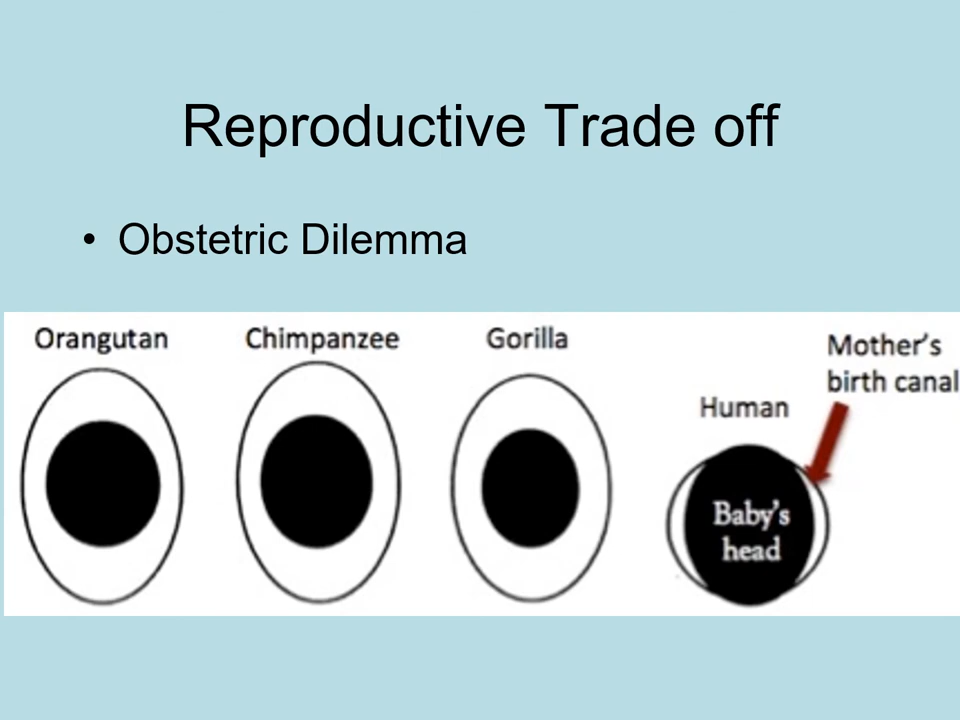 Reproductive Trade off
• Obstetric Dilemma
Orangutan
Chimpanzee
Gorilla
Human
Mother's
birth canal
Baby's
head